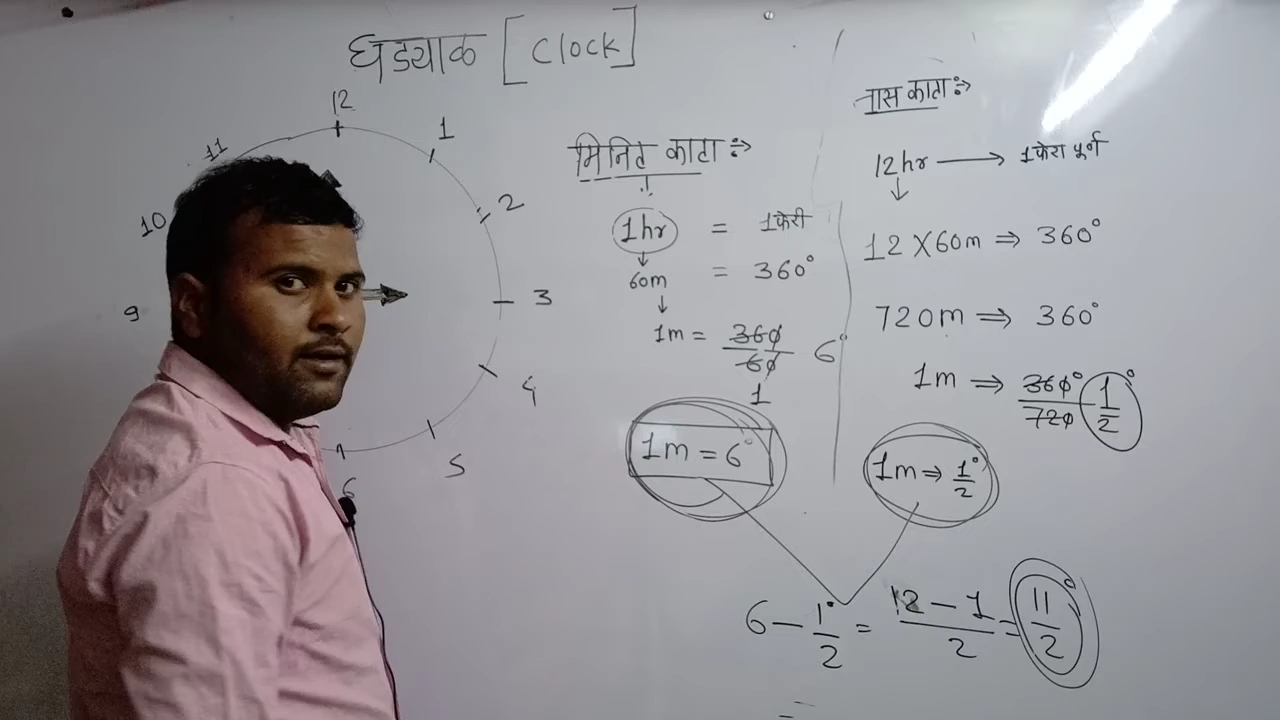 घड्याळ [Clock]
12
1
2
3
4
5
6
9
10
11
मिनिट काटा :->
1hr = 1फेरी
↓
60m = 360°
↓
1m = 360/60 6°
1
1m = 6°
तास काटा :->
12hr → 1फेरा पूर्ण
↓
12 X 60m ⇒ 360°
720m ⇒ 360°
1m ⇒ 360°/720 1/2°
1m ⇒ 1/2°
6 - 1/2° = 12 - 1/2 = 11/2°
=